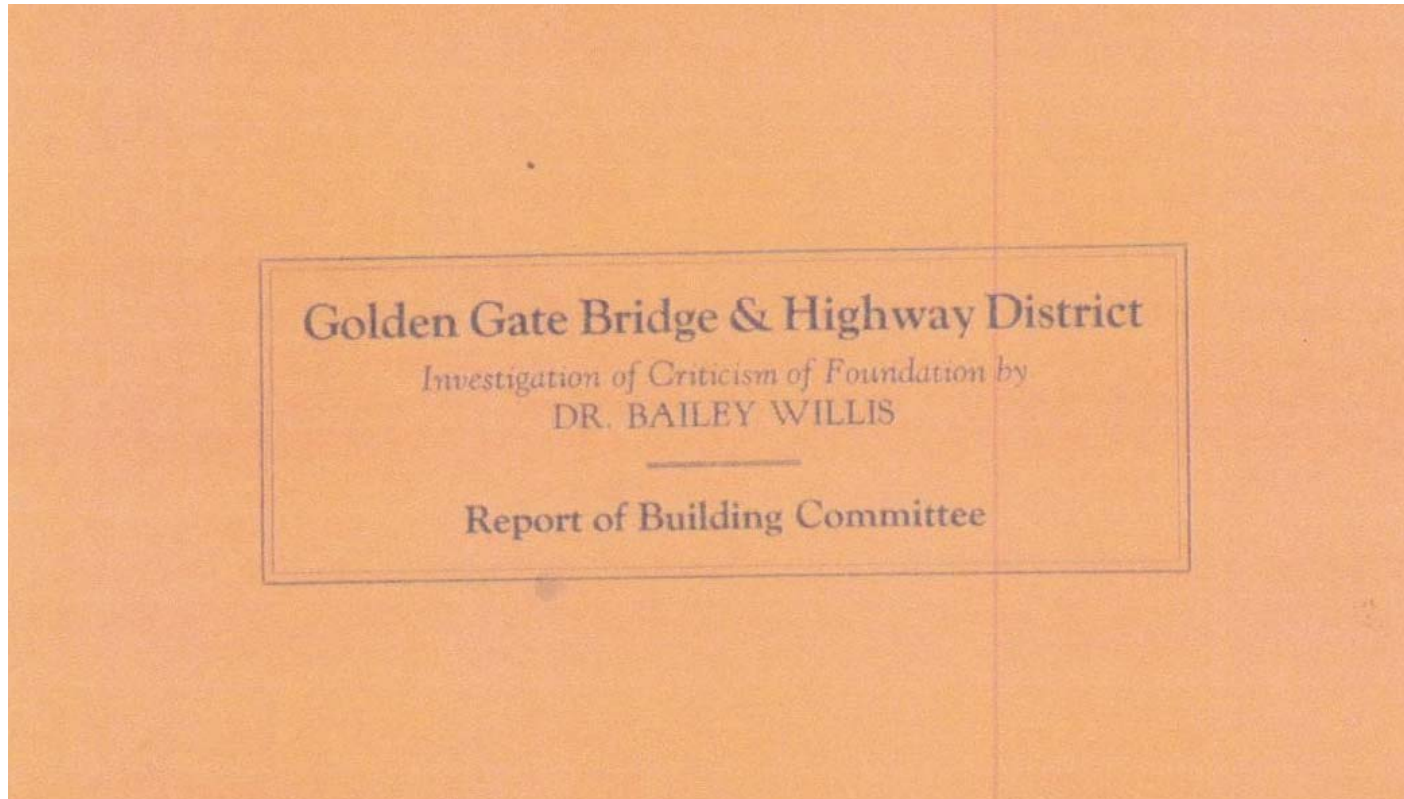 Golden Gate Bridge & Highway District
Investigation of Criticism of Foundation by
DR. BAILEY WILLIS
Report of Building Committee